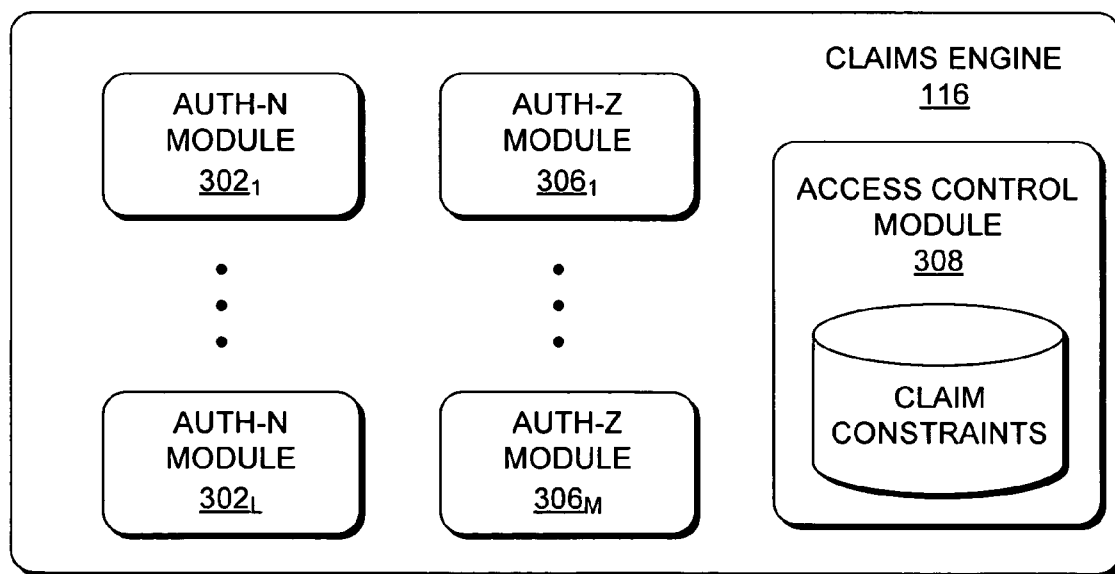 CLAIMS ENGINE
116
AUTH-N
MODULE
302₁
AUTH-Z
MODULE
306₁
ACCESS CONTROL
MODULE
308
CLAIM
CONSTRAINTS
AUTH-N
MODULE
302L
AUTH-Z
MODULE
306M